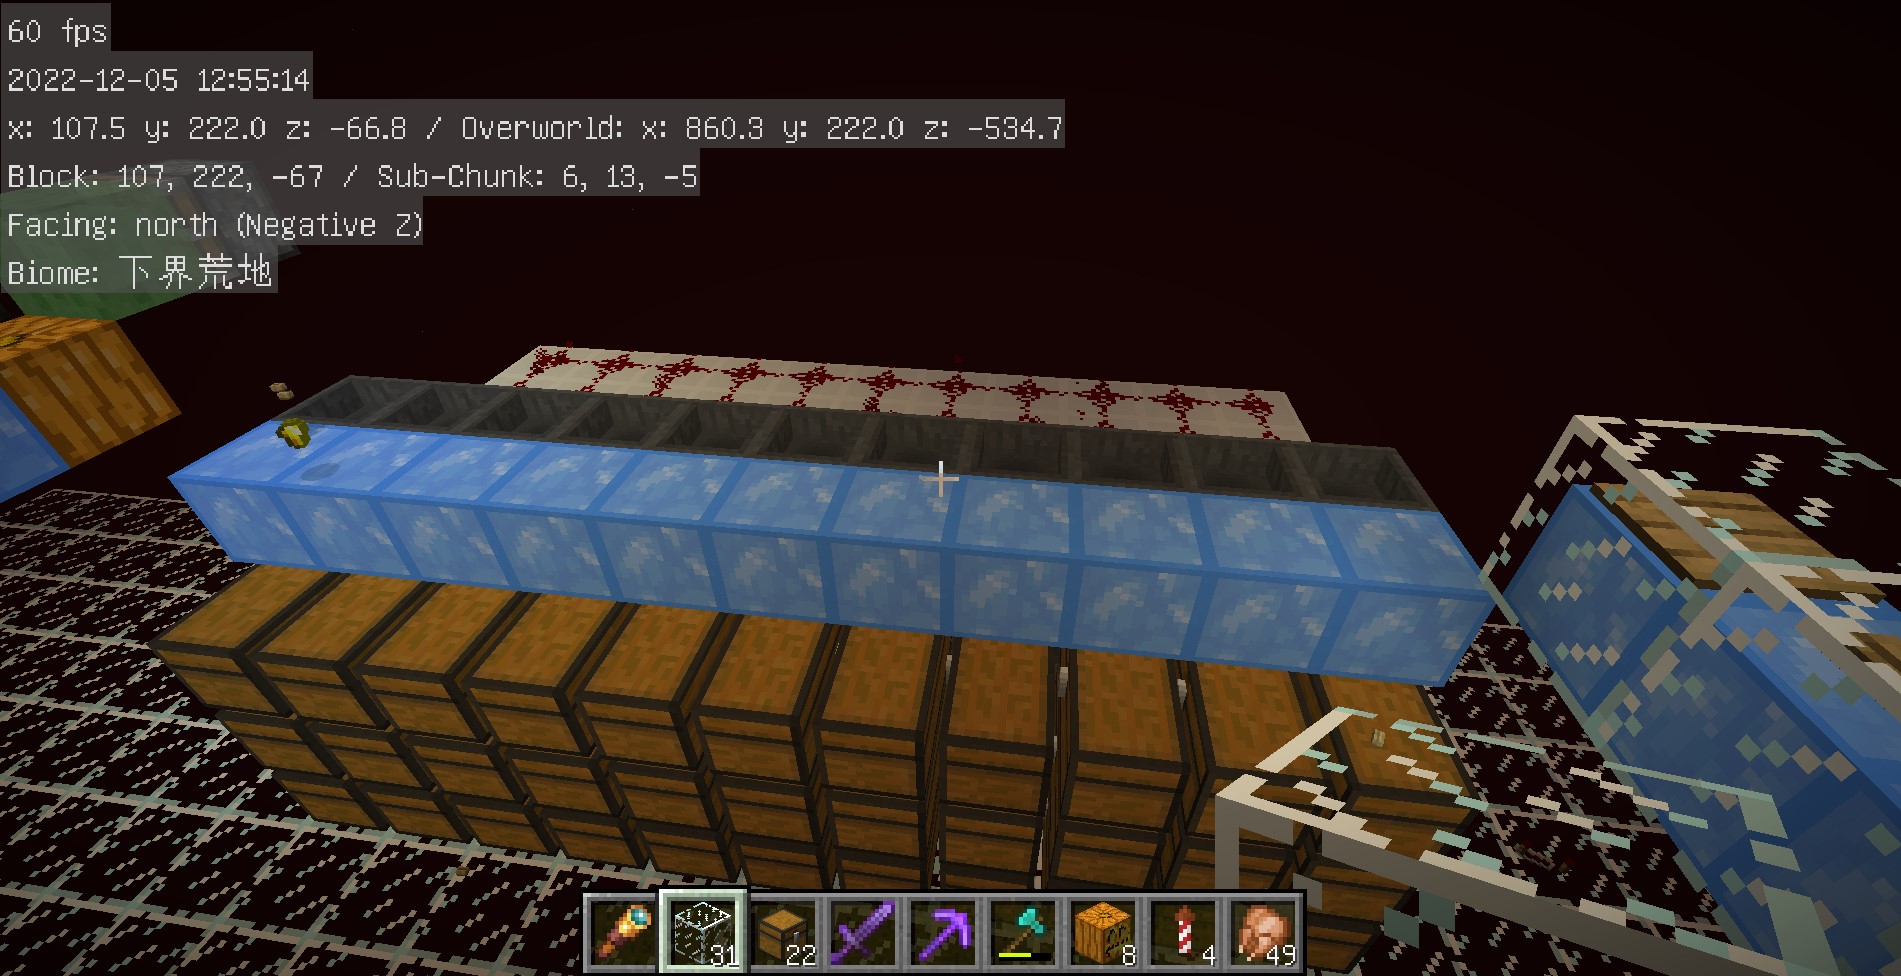 60 fps
2022-12-05 12:55:14
x: 107.5 y: 222.0 z: -66.8 / Overworld: x: 860.3 y: 222.0 z: -534.7
Block: 107, 222, -67 / Sub-Chunk: 6, 13, -5
Facing: north (Negative Z)
Biome: 下界荒地
31 22 8 4 49